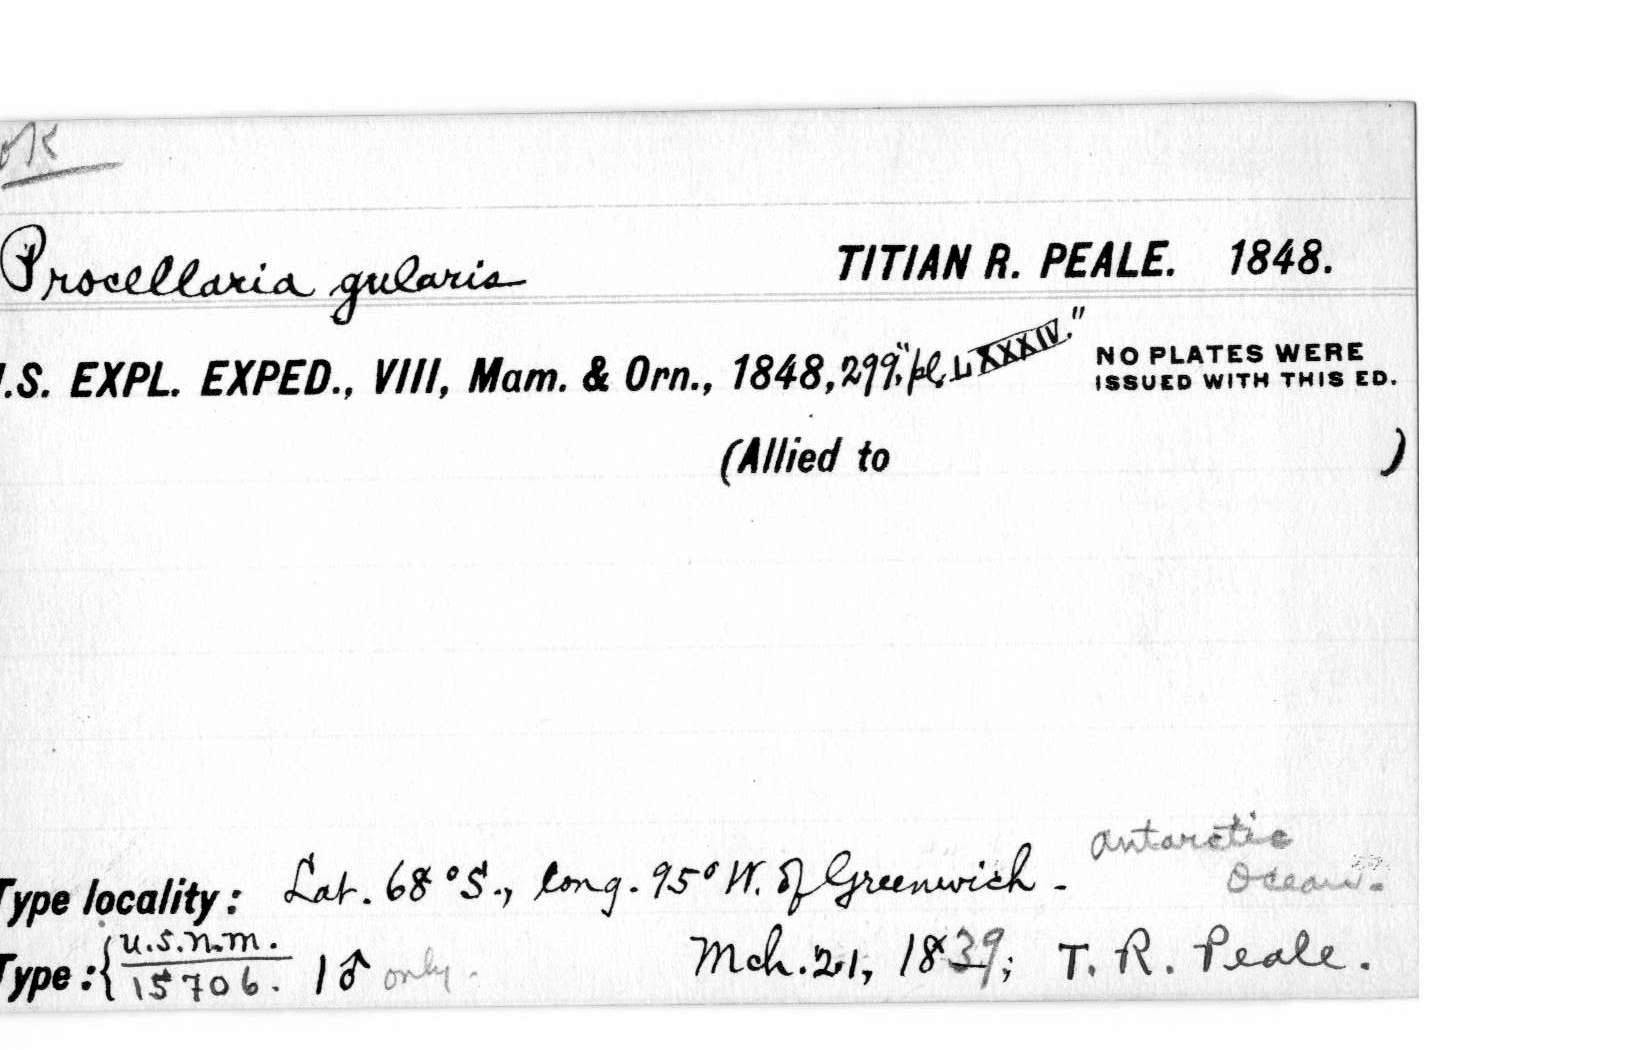 OK
Procellaria gularis TITIAN R. PEALE. 1848.
.S. EXPL. EXPED., VIII, Mam. & Orn., 1848, 299, "pl. LXXXIV." NO PLATES WERE
ISSUED WITH THIS ED.
(Allied to )
Antarctic
Type locality: Lat. 68°S., long. 95° W. of Greenwich - Ocean.
Type: { U.S.N.M. 1♂ only. Mch. 21, 1839; T. R. Peale.
15706.